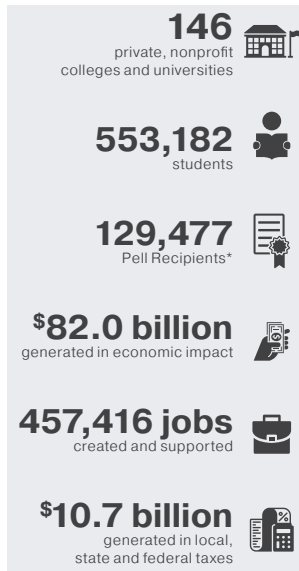 146
private, nonprofit
colleges and universities
553,182
students
129,477
Pell Recipients*
$82.0 billion
generated in economic impact
457,416 jobs
created and supported
$10.7 billion
generated in local,
state and federal taxes